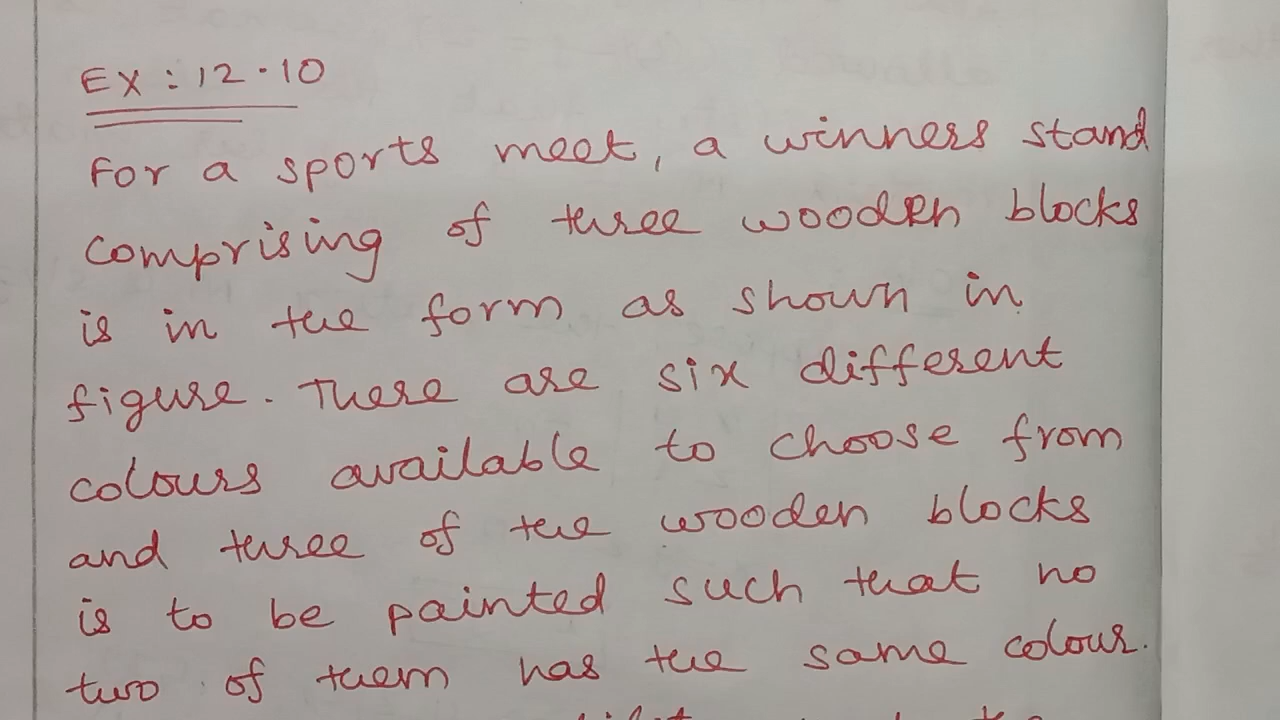 EX : 12.10
For a sports meet, a winners stand
comprising of three wooden blocks
is in the form as shown in
figure. There are six different
colours available to choose from
and three of the wooden blocks
is to be painted such that no
two of them has the same colour.